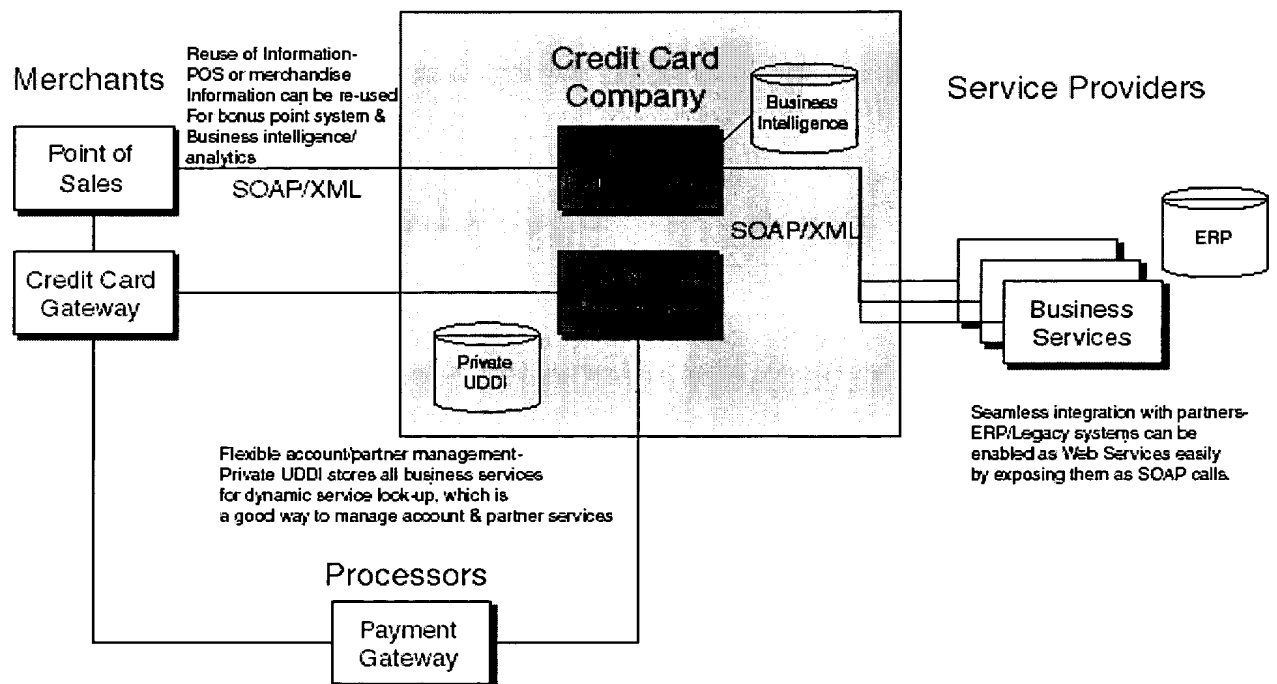 Merchants
Reuse of Information-
POS or merchandise
Information can be re-used
For bonus point system &
Business intelligence/
analytics
Point of
Sales
SOAP/XML
Credit Card
Gateway
Credit Card
Company
Business
Intelligence
SOAP/XML
Private
UDDI
Service Providers
ERP
Business
Services
Seamless integration with partners-
ERP/Legacy systems can be
enabled as Web Services easily
by exposing them as SOAP calls.
Flexible account/partner management-
Private UDDI stores all business services
for dynamic service look-up, which is
a good way to manage account & partner services
Processors
Payment
Gateway